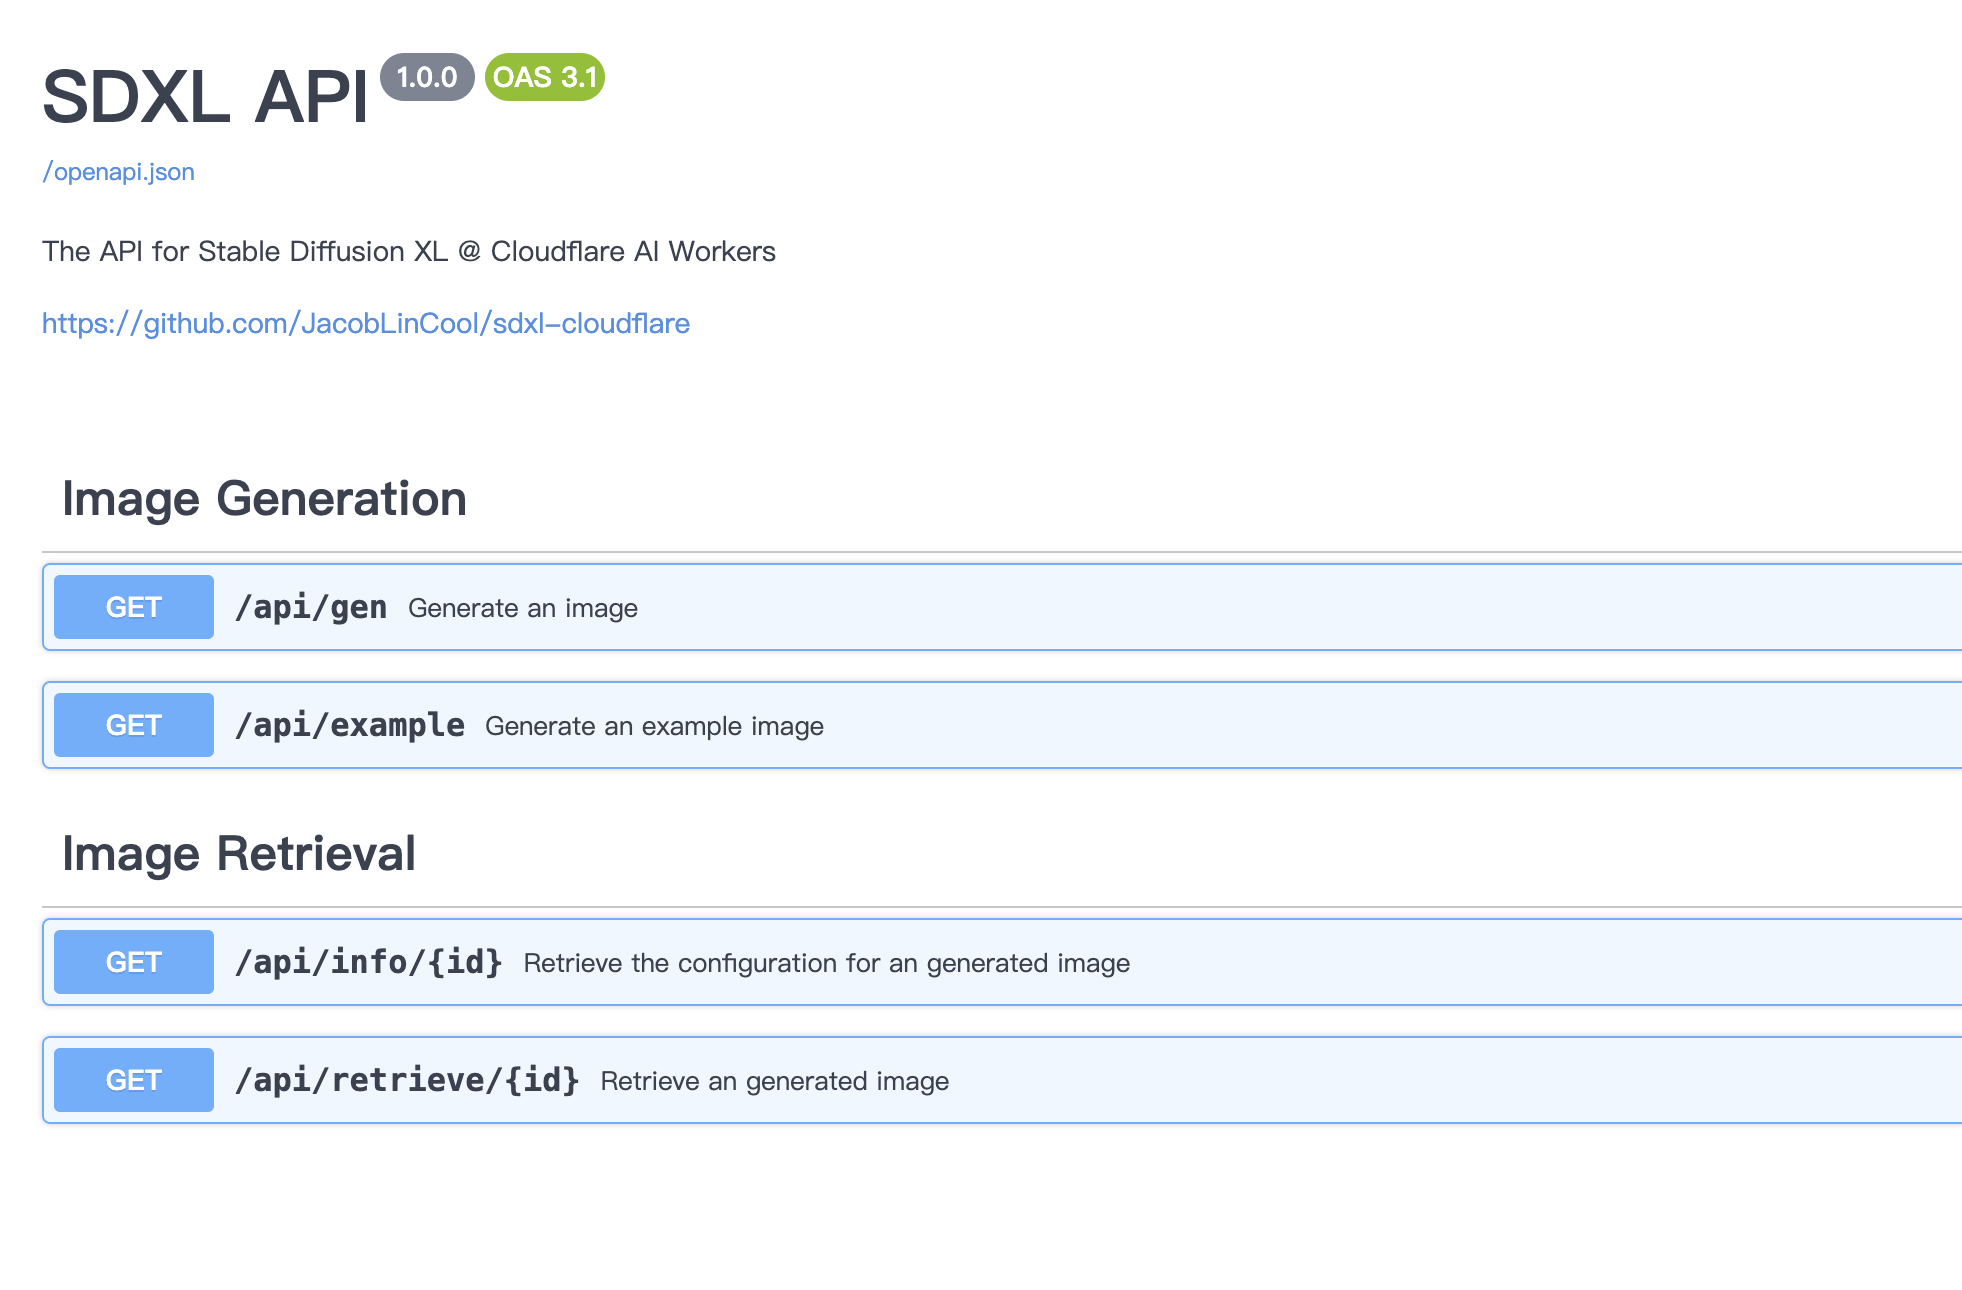 SDXL API 1.0.0 OAS 3.1
/openapi.json
The API for Stable Diffusion XL @ Cloudflare AI Workers
https://github.com/JacobLinCool/sdxl-cloudflare
Image Generation
GET /api/gen Generate an image
GET /api/example Generate an example image
Image Retrieval
GET /api/info/{id} Retrieve the configuration for an generated image
GET /api/retrieve/{id} Retrieve an generated image